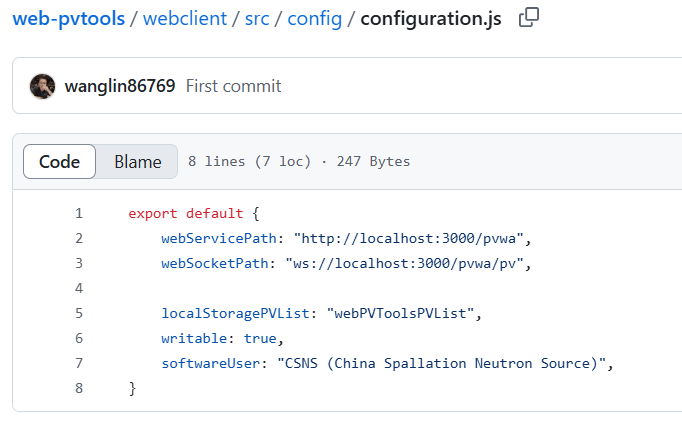 web-pvtools / webclient / src / config / configuration.js
wanglin86769 First commit
Code Blame 8 lines (7 loc) · 247 Bytes
1 export default {
2     webServicePath: "http://localhost:3000/pvwa",
3     webSocketPath: "ws://localhost:3000/pvwa/pv",
4
5     localStoragePVList: "webPVToolsPVList",
6     writable: true,
7     softwareUser: "CSNS (China Spallation Neutron Source)",
8 }